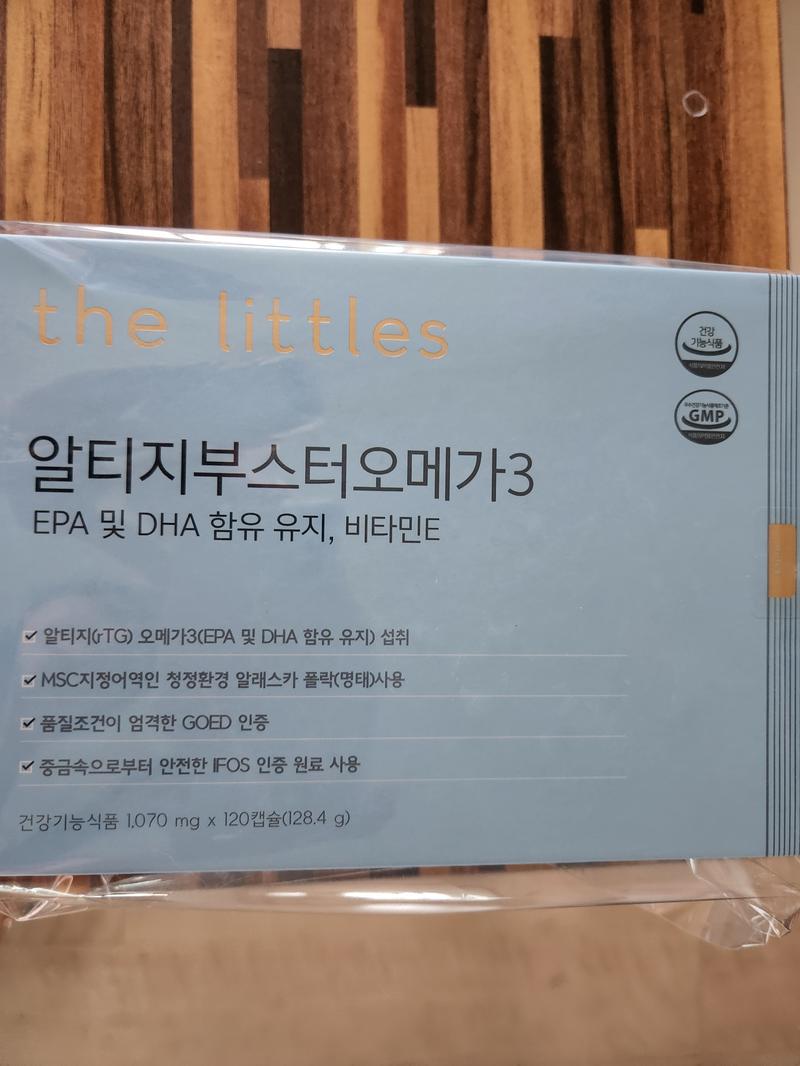 the littles
건강
기능식품
GMP
알티지부스터오메가3
EPA 및 DHA 함유 유지, 비타민E
알티지(rTG) 오메가3(EPA 및 DHA 함유 유지) 섭취
MSC지정어역인 청정환경 알래스카 폴락(명태)사용
품질조건이 엄격한 GOED 인증
중금속으로부터 안전한 IFOS 인증 원료 사용
건강기능식품 1,070 mg x 120캡슐(128.4 g)